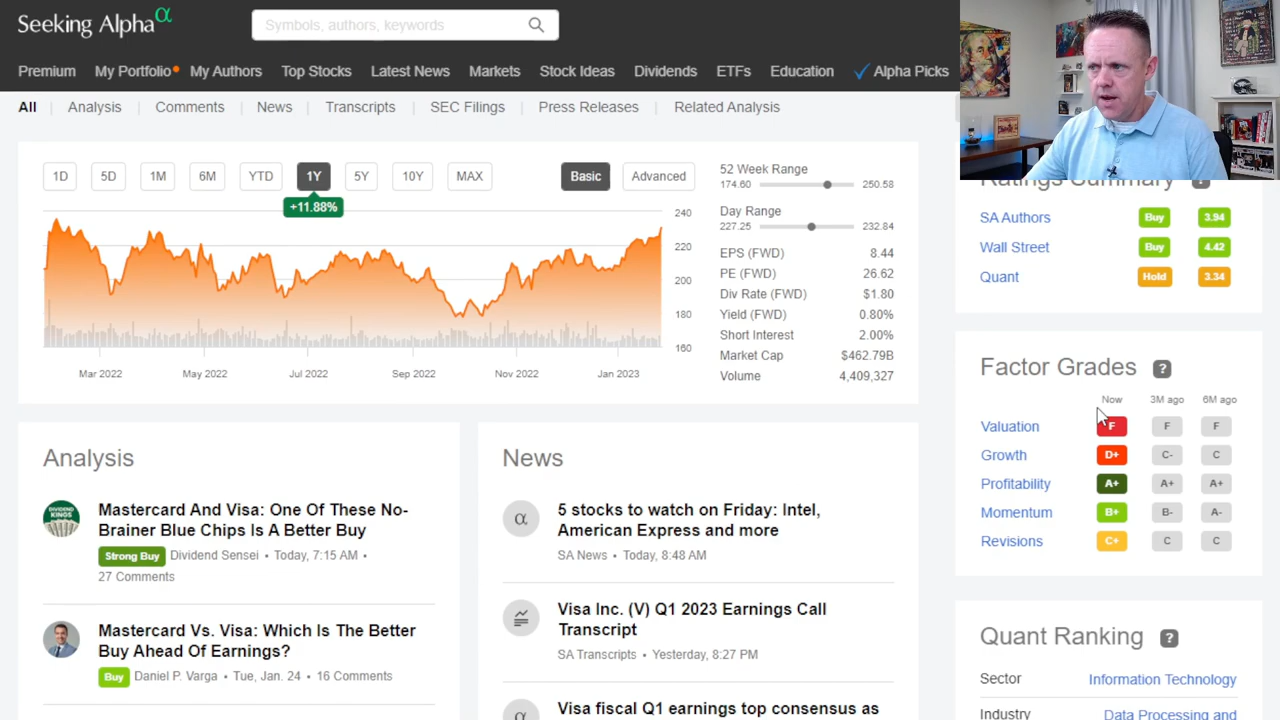 Seeking Alpha α
Symbols, authors, keywords
Premium My Portfolio My Authors Top Stocks Latest News Markets Stock Ideas Dividends ETFs Education Alpha Picks
All Analysis Comments News Transcripts SEC Filings Press Releases Related Analysis
1D 5D 1M 6M YTD 1Y 5Y 10Y MAX Basic Advanced
+11.88%
240
220
200
180
160
Mar 2022 May 2022 Jul 2022 Sep 2022 Nov 2022 Jan 2023
52 Week Range
174.60 250.58
Day Range
227.25 232.84
EPS (FWD) 8.44
PE (FWD) 26.62
Div Rate (FWD) $1.80
Yield (FWD) 0.80%
Short Interest 2.00%
Market Cap $462.79B
Volume 4,409,327
Ratings Summary ?
SA Authors Buy 3.94
Wall Street Buy 4.42
Quant Hold 3.34
Factor Grades ?
Now 3M ago 6M ago
Valuation F F F
Growth D+ C- C
Profitability A+ A+ A+
Momentum B+ B- A-
Revisions C+ C C
Quant Ranking ?
Sector Information Technology
Industry Data Processing and
Analysis
DIVIDEND KINGS
Mastercard And Visa: One Of These No-
Brainer Blue Chips Is A Better Buy
Strong Buy Dividend Sensei • Today, 7:15 AM •
27 Comments
Mastercard Vs. Visa: Which Is The Better
Buy Ahead Of Earnings?
Buy Daniel P. Varga • Tue, Jan. 24 • 16 Comments
News
α
5 stocks to watch on Friday: Intel,
American Express and more
SA News • Today, 8:48 AM
Visa Inc. (V) Q1 2023 Earnings Call
Transcript
SA Transcripts • Yesterday, 8:27 PM
α
Visa fiscal Q1 earnings top consensus as